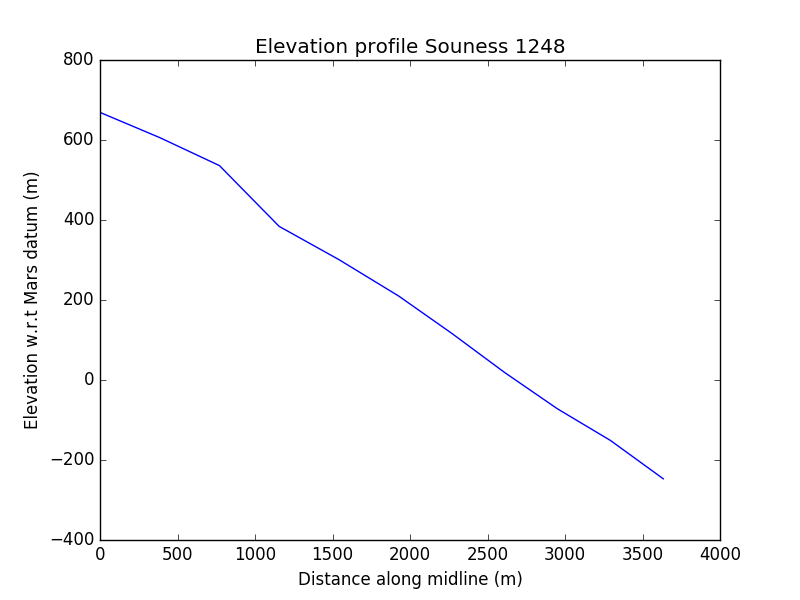 Elevation profile Souness 1248
800
600
400
200
0
−200
−400
Elevation w.r.t Mars datum (m)
0 500 1000 1500 2000 2500 3000 3500 4000
Distance along midline (m)